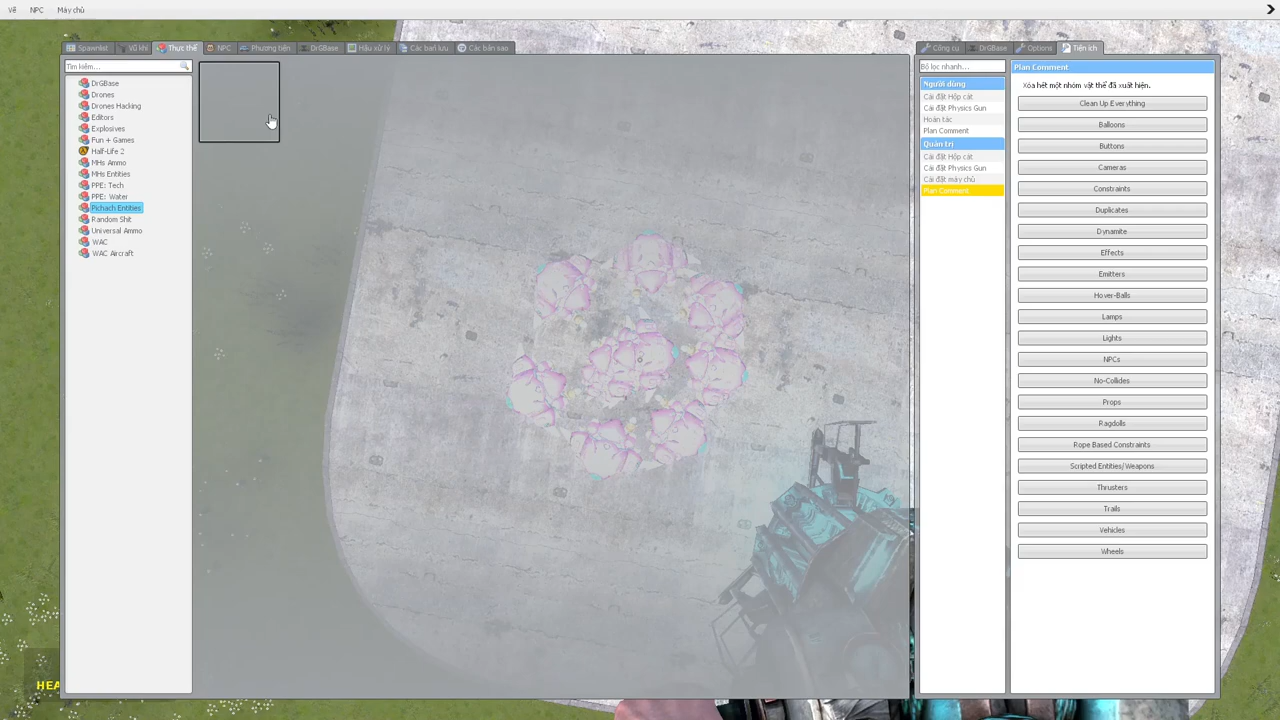 Vẽ NPC Máy chủ
Spawnlist Vũ khí Thực thể NPC Phương tiện DrGBase Hậu xử lý Các bản lưu Các bản sao
Công cụ DrGBase Options Tiện ích
Tìm kiếm...
DrGBase
Drones
Drones Hacking
Editors
Explosives
Fun + Games
Half-Life 2
MHs Ammo
MHs Entities
PPE: Tech
PPE: Water
Pichach Entities
Random Shit
Universal Ammo
WAC
WAC Aircraft
Bộ lọc nhanh...
Người dùng
Cài đặt Hộp cát
Cài đặt Physics Gun
Hoàn tác
Plan Comment
Quản trị
Cài đặt Hộp cát
Cài đặt Physics Gun
Cài đặt máy chủ
Plan Comment
Plan Comment
Xóa hết một nhóm vật thể đã xuất hiện.
Clean Up Everything
Balloons
Buttons
Cameras
Constraints
Duplicates
Dynamite
Effects
Emitters
Hover-Balls
Lamps
Lights
NPCs
No-Collides
Props
Ragdolls
Rope Based Constraints
Scripted Entities/Weapons
Thrusters
Trails
Vehicles
Wheels
HEA